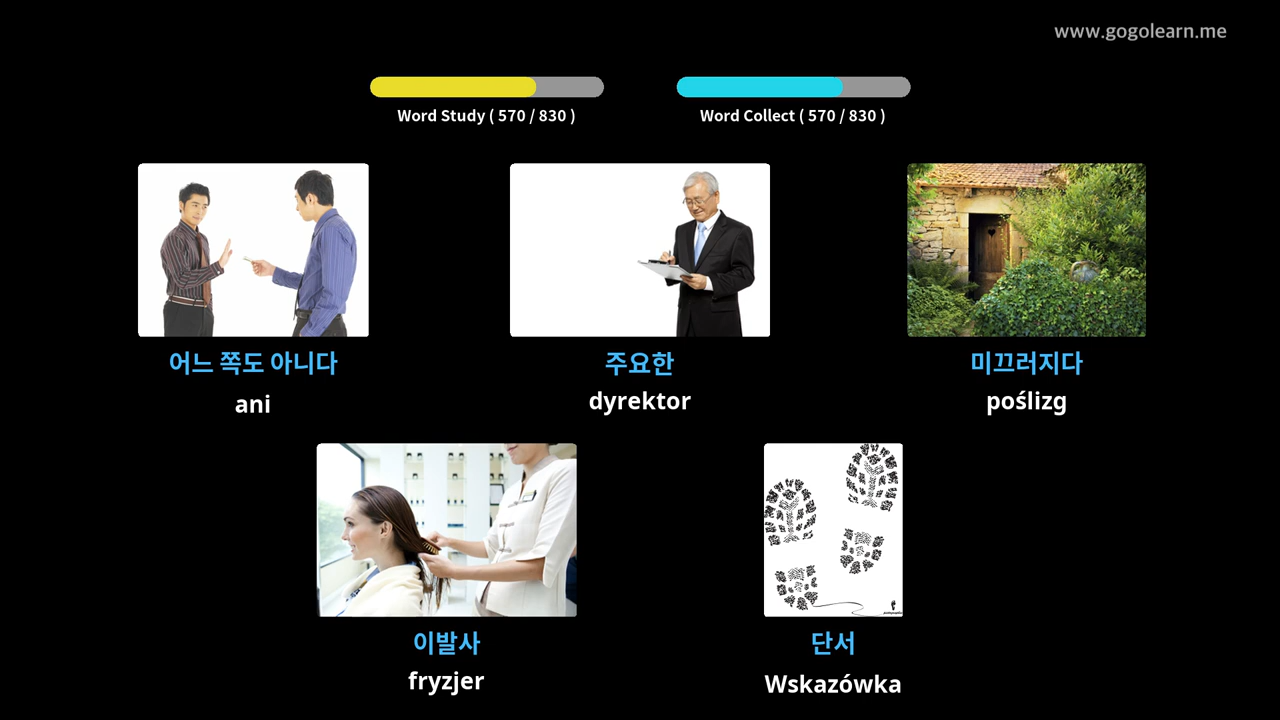 www.gogolearn.me
Word Study ( 570 / 830 )
Word Collect ( 570 / 830 )
어느 쪽도 아니다
ani
주요한
dyrektor
미끄러지다
poślizg
이발사
fryzjer
단서
Wskazówka